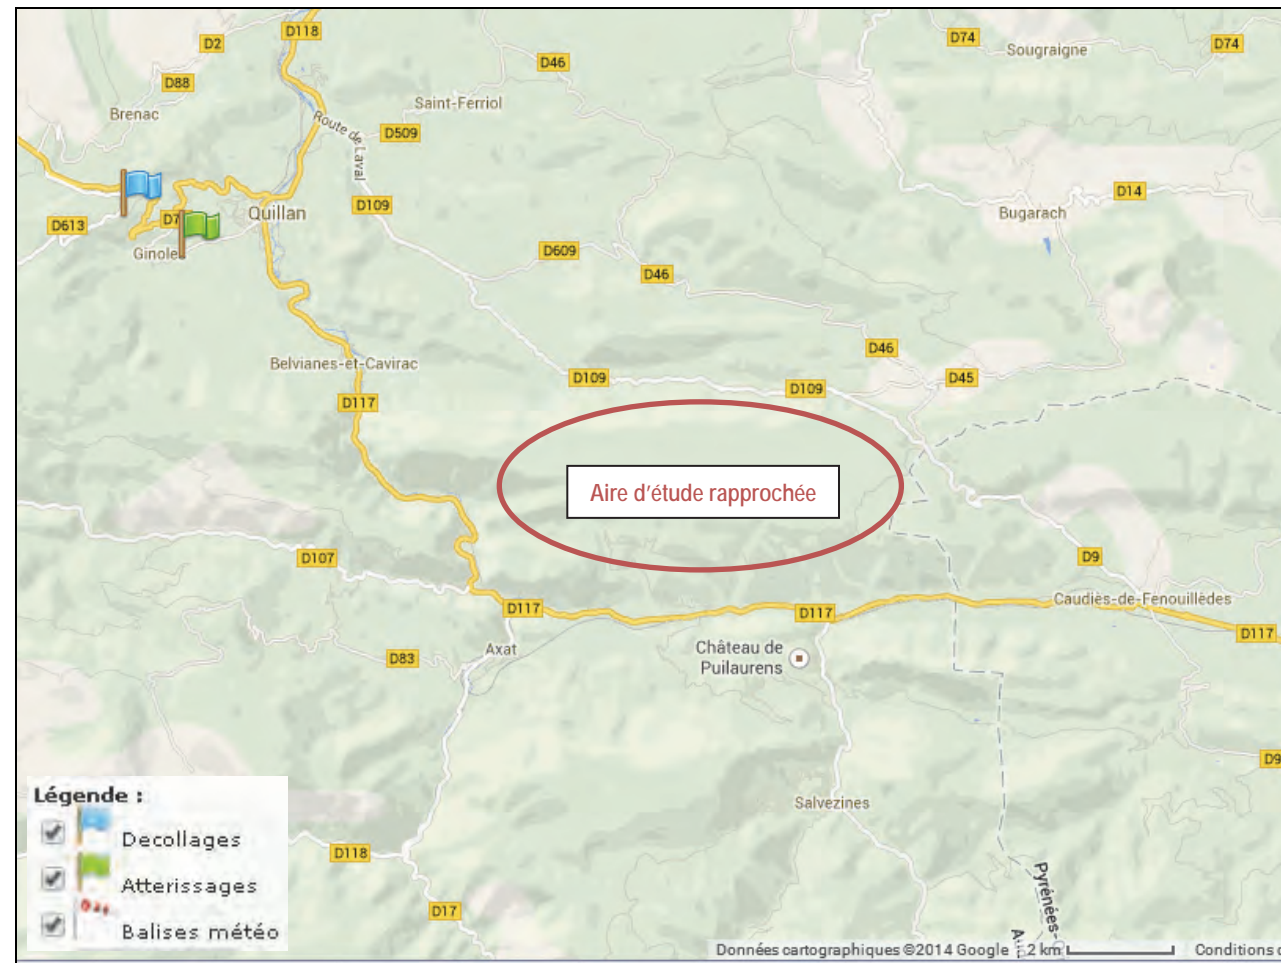 D118
D2
D74
D74
Sougraigne
D46
D88
Brenac
Saint-Ferriol
Route de Laval
D509
D14
D109
Quillan
Bugarach
D613
D7
Ginoles
D609
D46
D46
Belvianes-et-Cavirac
D109
D109
D45
D117
Aire d'étude rapprochée
D107
D9
Caudiès-de-Fenouillèdes
D117
D117
D117
Axat
Château de
Puilaurens
D83
D9
Légende :
Decollages
Atterissages
Balises météo
Salvezines
D118
D17
Pyrénées-
Aud
Données cartographiques ©2014 Google
2 km
Conditions d